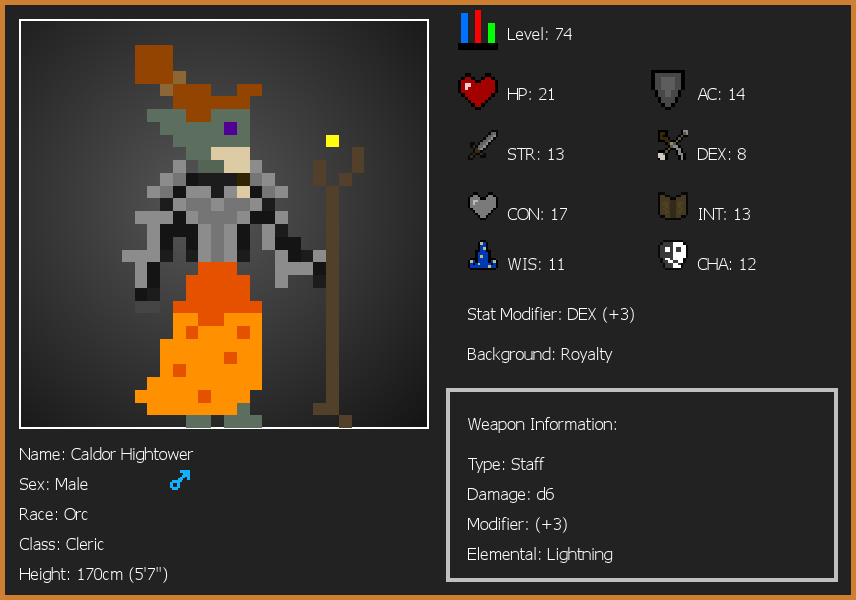 Level: 74
HP: 21
AC: 14
STR: 13
DEX: 8
CON: 17
INT: 13
WIS: 11
CHA: 12
Stat Modifier: DEX (+3)
Background: Royalty
Weapon Information:
Type: Staff
Damage: d6
Modifier: (+3)
Elemental: Lightning
Name: Caldor Hightower
Sex: Male
Race: Orc
Class: Cleric
Height: 170cm (5'7")